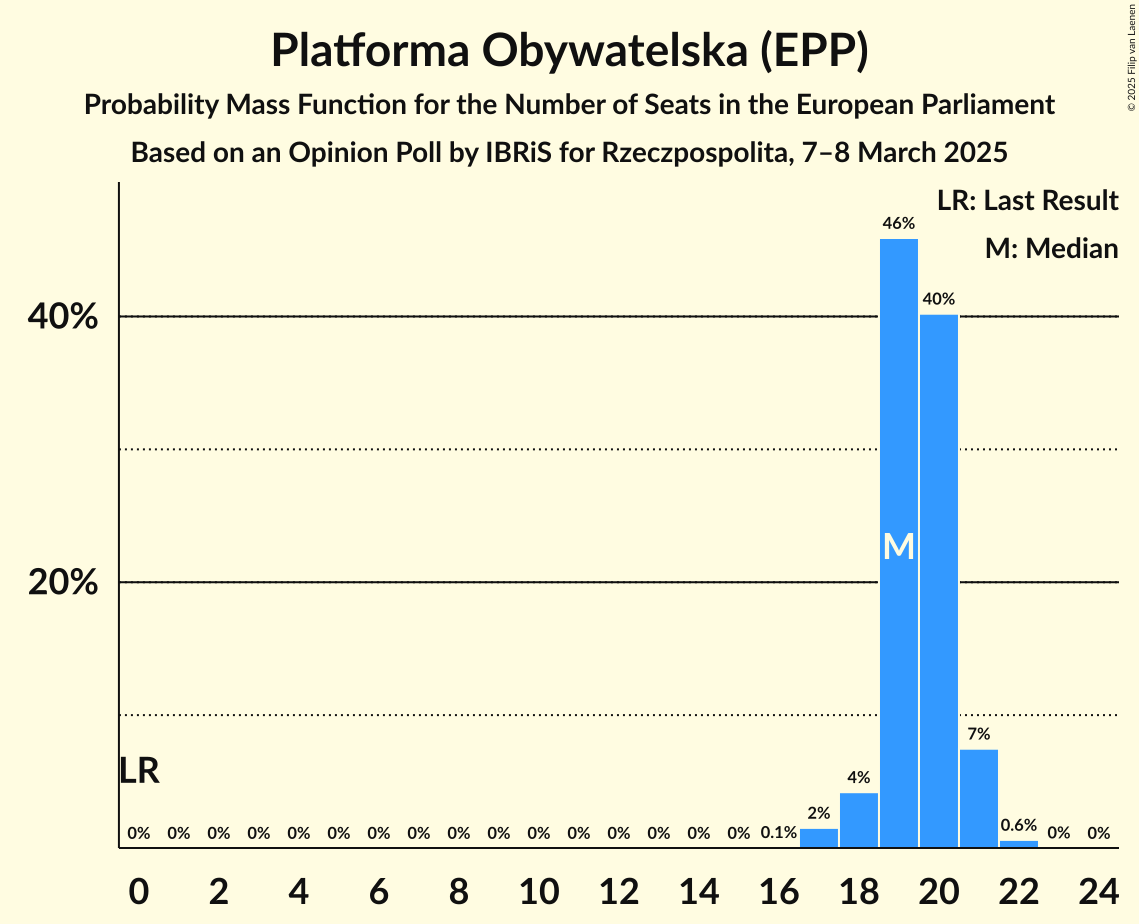 Platforma Obywatelska (EPP)
Probability Mass Function for the Number of Seats in the European Parliament
Based on an Opinion Poll by IBRiS for Rzeczpospolita, 7–8 March 2025
© 2025 Filip van Laenen
LR: Last Result
M: Median
46%
40%
40%
M
20%
7%
LR
4%
2%
0% 0% 0% 0% 0% 0% 0% 0% 0% 0% 0% 0% 0% 0% 0% 0% 0.1% 0.6% 0% 0%
0 2 4 6 8 10 12 14 16 18 20 22 24